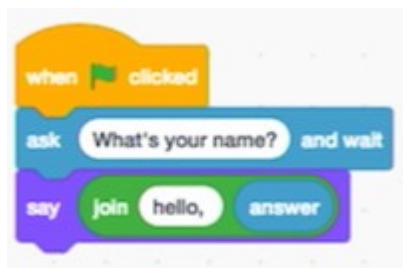 when clicked
ask What's your name? and wait
say join hello, answer